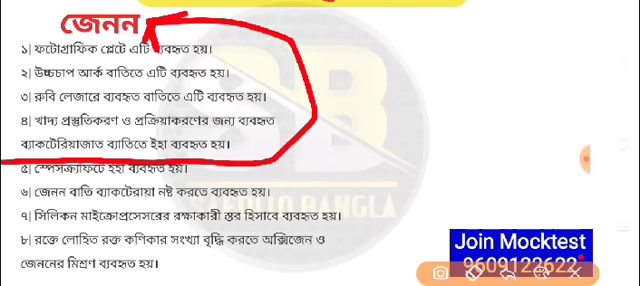 জেনন
১| ফটোগ্রাফিক প্লেটে এটি ব্যবহৃত হয়।
২| উচ্চচাপ আর্ক বাতিতে এটি ব্যবহৃত হয়।
৩| রুবি লেজারে ব্যবহৃত বাতিতে এটি ব্যবহৃত হয়।
৪| খাদ্য প্রস্তুতিকরণ ও প্রক্রিয়াকরণের জন্য ব্যবহৃত
ব্যাকটেরিয়াজাত ব্যাতিতে ইহা ব্যবহৃত হয়।
৫| স্পেসক্র্যাফটে ইহা ব্যবহৃত হয়।
৬| জেনন বাতি ব্যাকটেরায়া নষ্ট করতে ব্যবহৃত হয়।
৭| সিলিকন মাইক্রোপ্রসেসরের রক্ষাকারী স্তর হিসাবে ব্যবহৃত হয়।
৮| রক্তে লোহিত রক্ত কণিকার সংখ্যা বৃদ্ধি করতে অক্সিজেন ও
জেননের মিশ্রণ ব্যবহৃত হয়।
Join Mocktest
9609122622